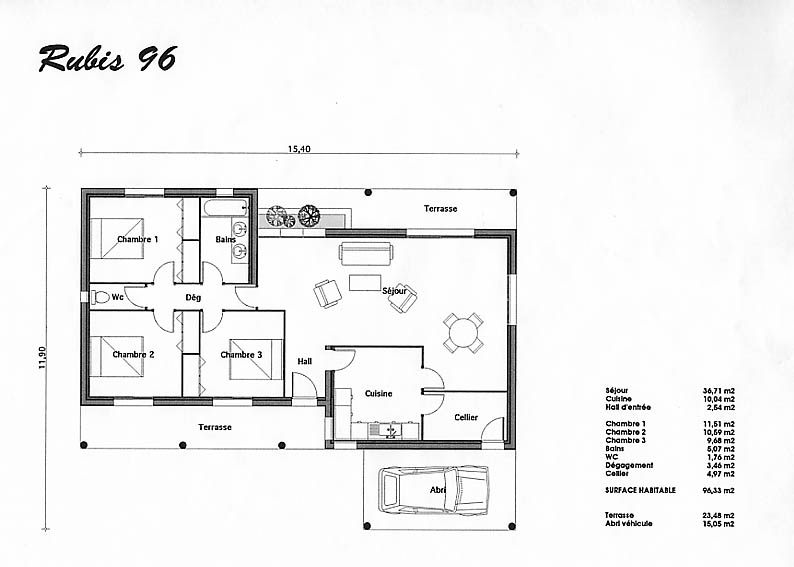 Rubis 96
15,40
11,90
Terrasse
Chambre 1
Bains
Séjour
Wc
Dég
Chambre 2
Chambre 3
Hall
Cuisine
Cellier
Terrasse
Abri
Séjour 36,71 m2
Cuisine 10,04 m2
Hall d'entrée 2,54 m2
Chambre 1 11,51 m2
Chambre 2 10,59 m2
Chambre 3 9,68 m2
Bains 5,07 m2
WC 1,76 m2
Dégagement 3,46 m2
Cellier 4,97 m2
SURFACE HABITABLE 96,33 m2
Terrasse 23,48 m2
Abri véhicule 15,05 m2